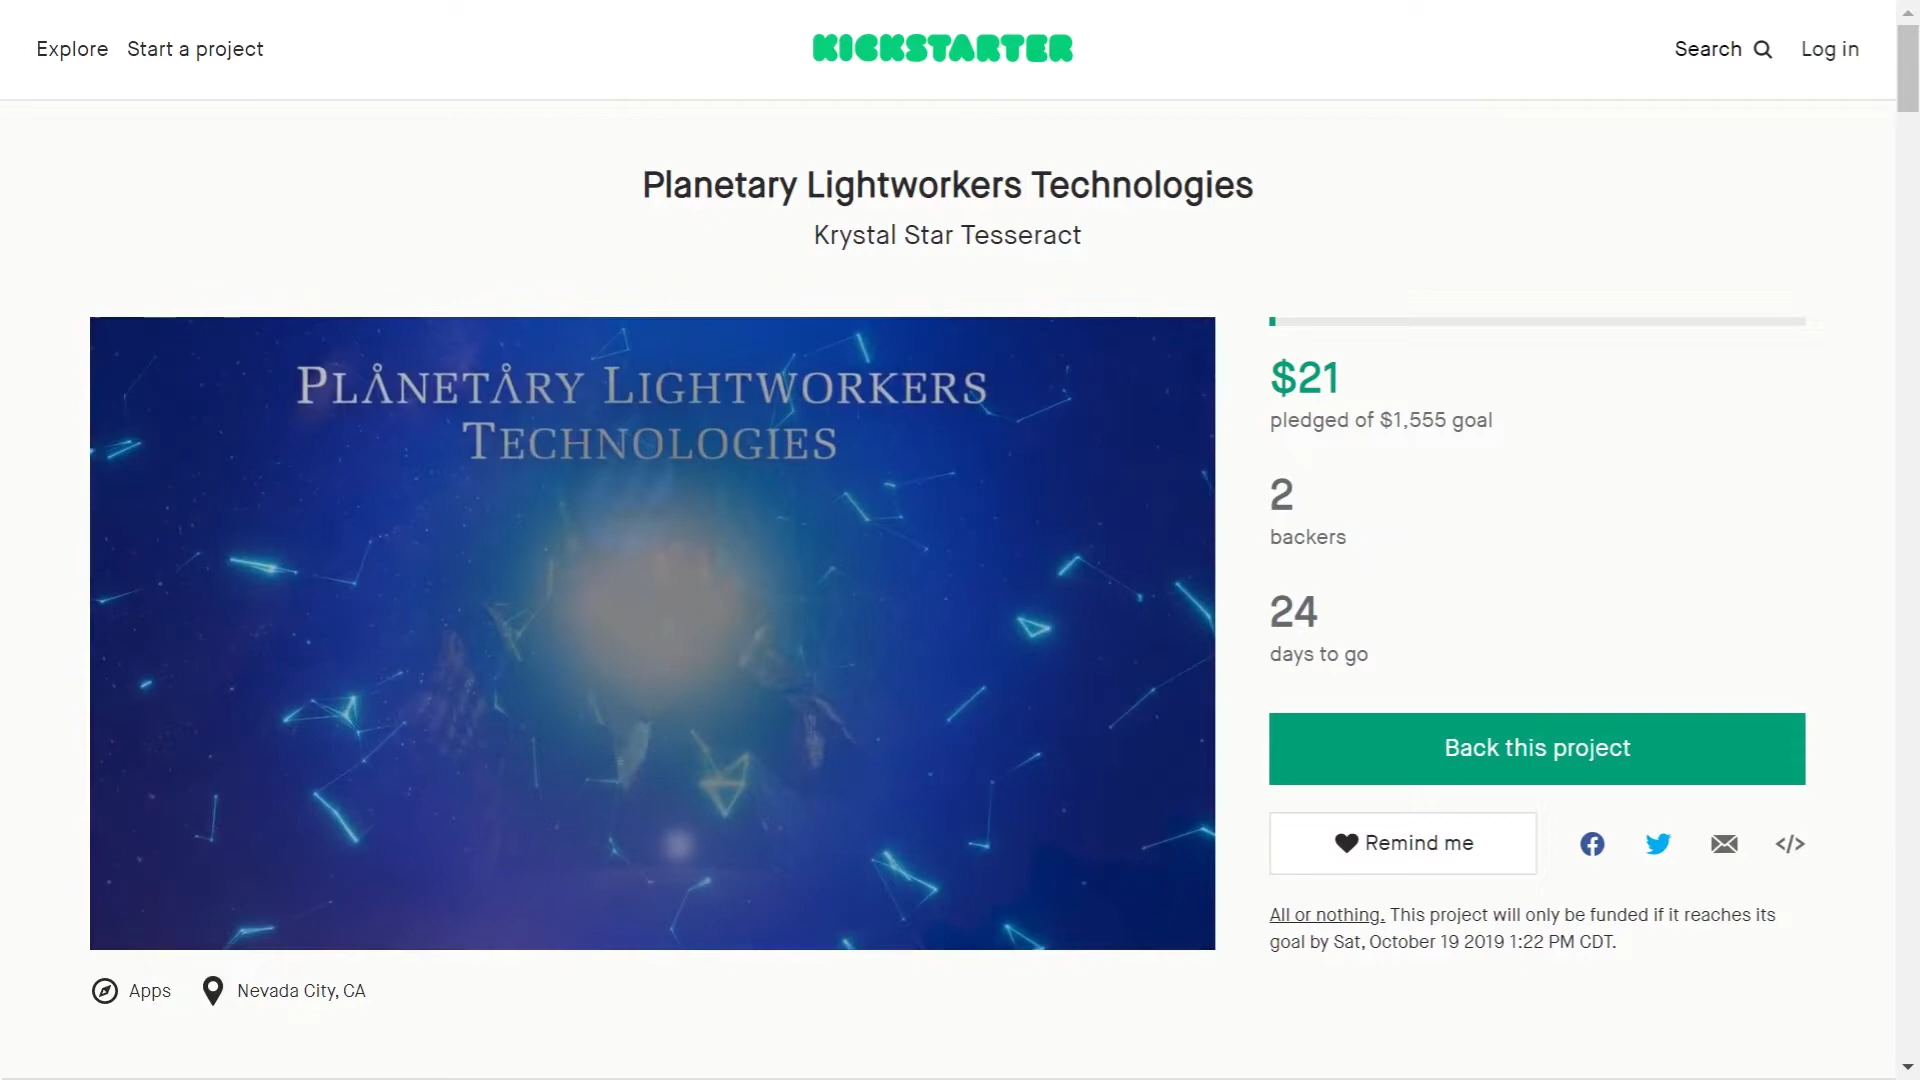 Explore Start a project KICKSTARTER Search Log in
Planetary Lightworkers Technologies
Krystal Star Tesseract
PLÅNETÅRY LIGHTWORKERS
TECHNOLOGIES
$21
pledged of $1,555 goal
2
backers
24
days to go
Back this project
Remind me
All or nothing. This project will only be funded if it reaches its
goal by Sat, October 19 2019 1:22 PM CDT.
Apps Nevada City, CA